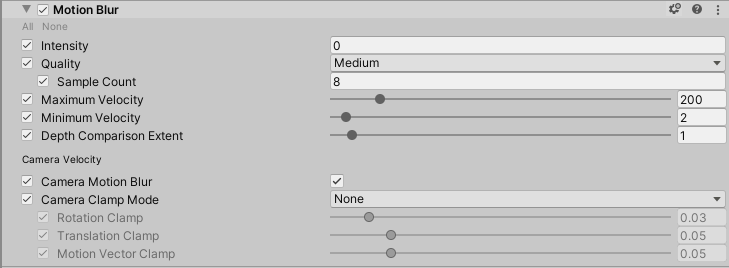 Motion Blur
All None
Intensity 0
Quality Medium
Sample Count 8
Maximum Velocity 200
Minimum Velocity 2
Depth Comparison Extent 1
Camera Velocity
Camera Motion Blur
Camera Clamp Mode None
Rotation Clamp 0.03
Translation Clamp 0.05
Motion Vector Clamp 0.05